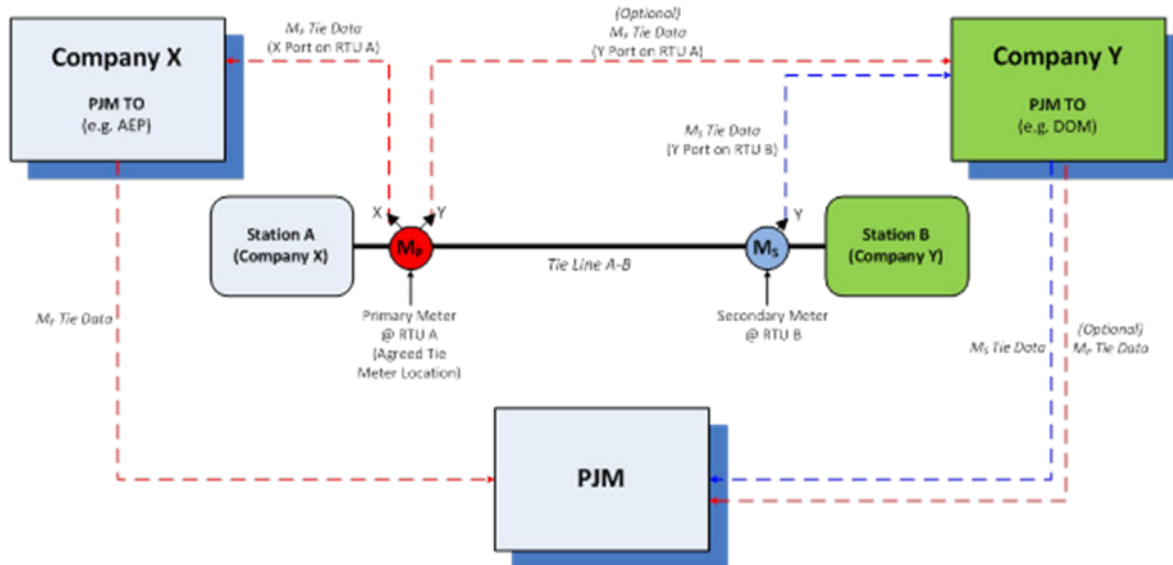 Company X
PJM TO
(e.g. AEP)
Mₚ Tie Data
(X Port on RTU A)
(Optional)
Mₚ Tie Data
(Y Port on RTU A)
Company Y
PJM TO
(e.g. DOM)
Mₛ Tie Data
(Y Port on RTU B)
X
Y
Y
Station A
(Company X)
Mₚ
Tie Line A-B
Mₛ
Station B
(Company Y)
Mₚ Tie Data
Primary Meter
@ RTU A
(Agreed Tie
Meter Location)
Secondary Meter
@ RTU B
Mₛ Tie Data
(Optional)
Mₚ Tie Data
PJM